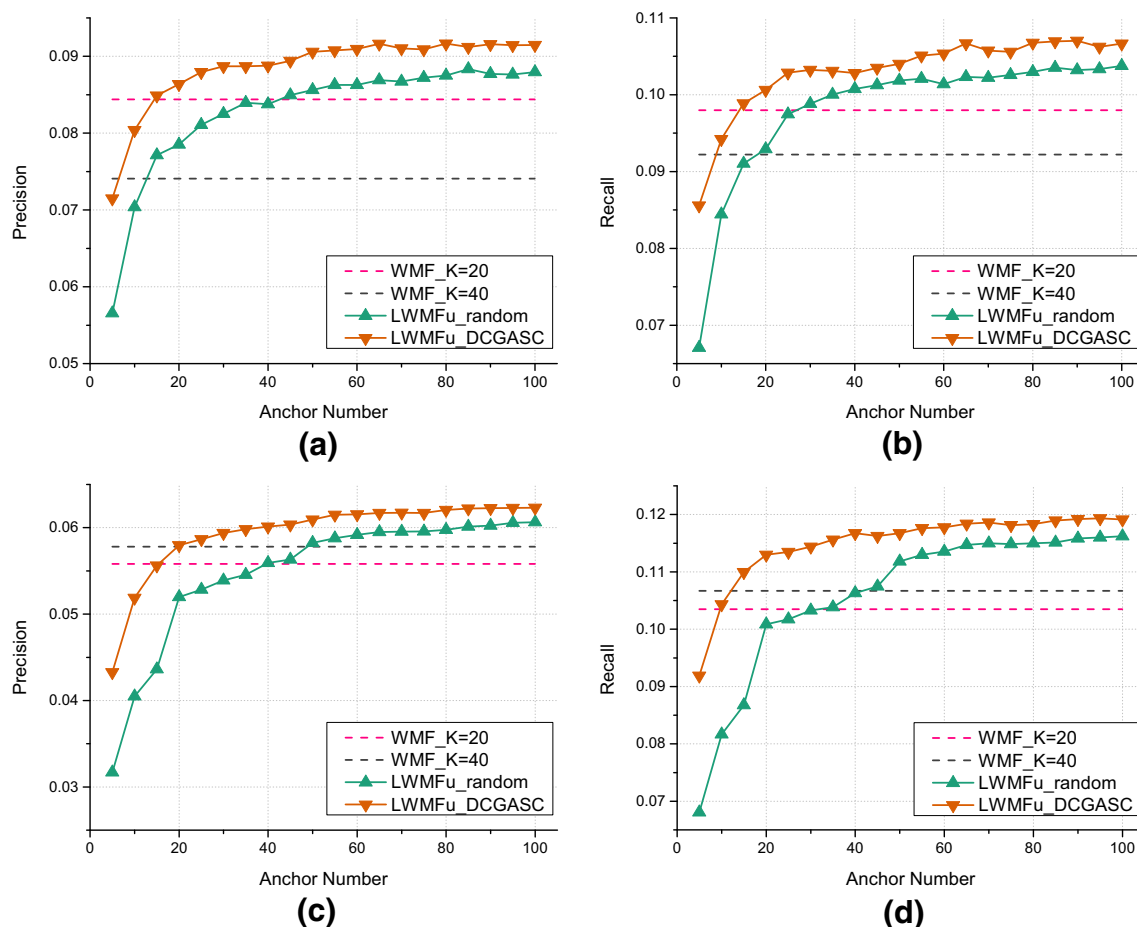 0.09
0.08
0.07
0.06
0.05
Precision
0 20 40 60 80 100
Anchor Number
WMF_K=20
WMF_K=40
LWMFu_random
LWMFu_DCGASC
(a)
0.11
0.10
0.09
0.08
0.07
Recall
0 20 40 60 80 100
Anchor Number
WMF_K=20
WMF_K=40
LWMFu_random
LWMFu_DCGASC
(b)
0.06
0.05
0.04
0.03
Precision
0 20 40 60 80 100
Anchor Number
WMF_K=20
WMF_K=40
LWMFu_random
LWMFu_DCGASC
(c)
0.12
0.11
0.10
0.09
0.08
0.07
Recall
0 20 40 60 80 100
Anchor Number
WMF_K=20
WMF_K=40
LWMFu_random
LWMFu_DCGASC
(d)